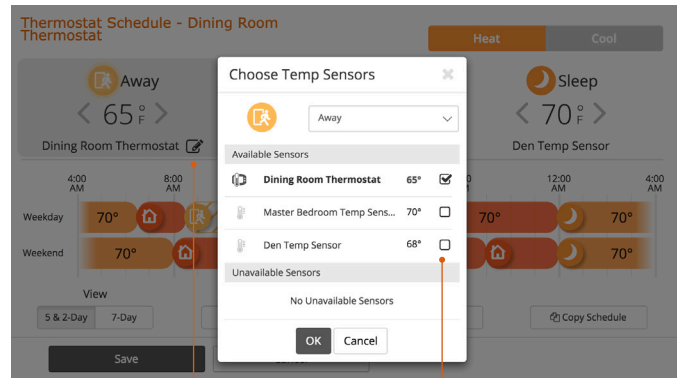 Thermostat Schedule - Dining Room
Thermostat
Heat
Cool
Away
65°F
Dining Room Thermostat
Sleep
70°F
Den Temp Sensor
Choose Temp Sensors
Away
Available Sensors
Dining Room Thermostat 65°
Master Bedroom Temp Sens... 70°
Den Temp Sensor 68°
Unavailable Sensors
No Unavailable Sensors
OK
Cancel
4:00 AM
8:00 AM
12:00 AM
4:00 AM
Weekday 70° 70° 70°
Weekend 70° 70°
View
5 & 2-Day
7-Day
Copy Schedule
Save